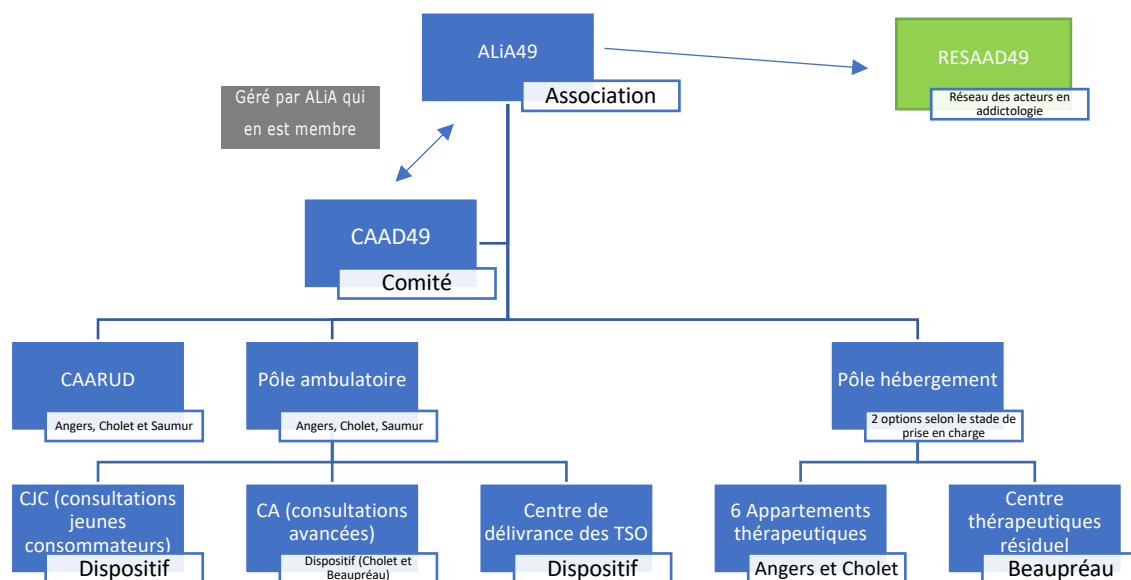 ALiA49
Association
RESAAD49
Réseau des acteurs en
addictologie
Géré par ALiA qui
en est membre
CAAD49
Comité
CAARUD
Angers, Cholet et Saumur
Pôle ambulatoire
Angers, Cholet, Saumur
Pôle hébergement
2 options selon le stade de
prise en charge
CJC (consultations
jeunes
consommateurs)
Dispositif
CA (consultations
avancées)
Dispositif (Cholet et
Beaupréau)
Centre de
délivrance des TSO
Dispositif
6 Appartements
thérapeutiques
Angers et Cholet
Centre
thérapeutiques
résiduel
Beaupréau